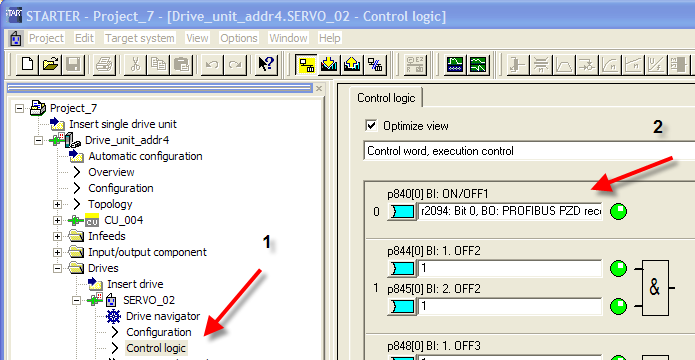 STARTER - Project_7 - [Drive_unit_addr4.SERVO_02 - Control logic]
Project Edit Target system View Options Window Help
Project_7
Insert single drive unit
Drive_unit_addr4
Automatic configuration
Overview
Configuration
Topology
CU_004
Infeeds
Input/output component
Drives
Insert drive
SERVO_02
Drive navigator
Configuration
Control logic
1
Control logic
Optimize view
2
Control word, execution control
p840[0] BI: ON/OFF1
0 r2094: Bit 0, BO: PROFIBUS PZD rece
p844[0] BI: 1. OFF2
1
1 &
p845[0] BI: 2. OFF2
1
p848[0] BI: 1. OFF3